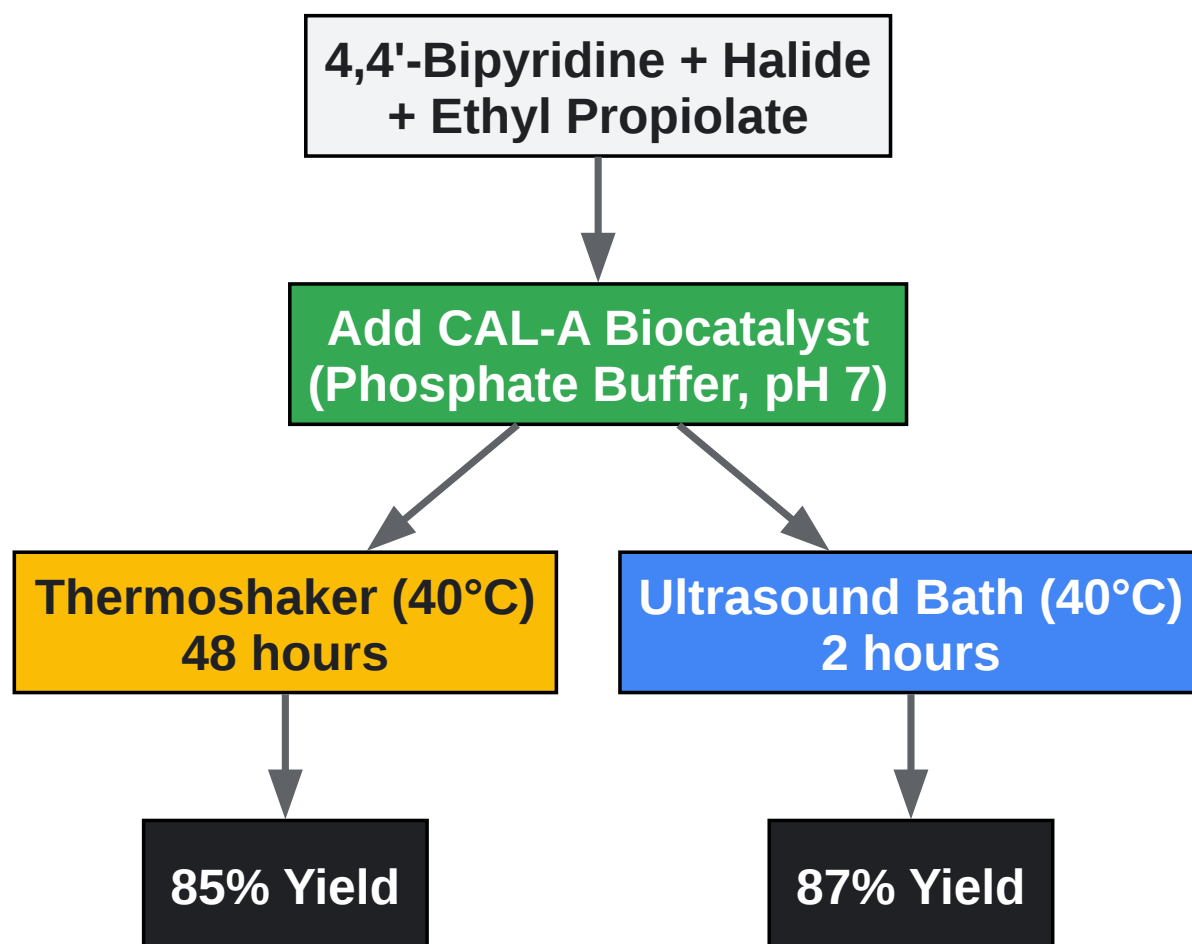 4,4'-Bipyridine + Halide
+ Ethyl Propiolate
Add CAL-A Biocatalyst
(Phosphate Buffer, pH 7)
Thermoshaker (40°C)
48 hours
Ultrasound Bath (40°C)
2 hours
85% Yield
87% Yield